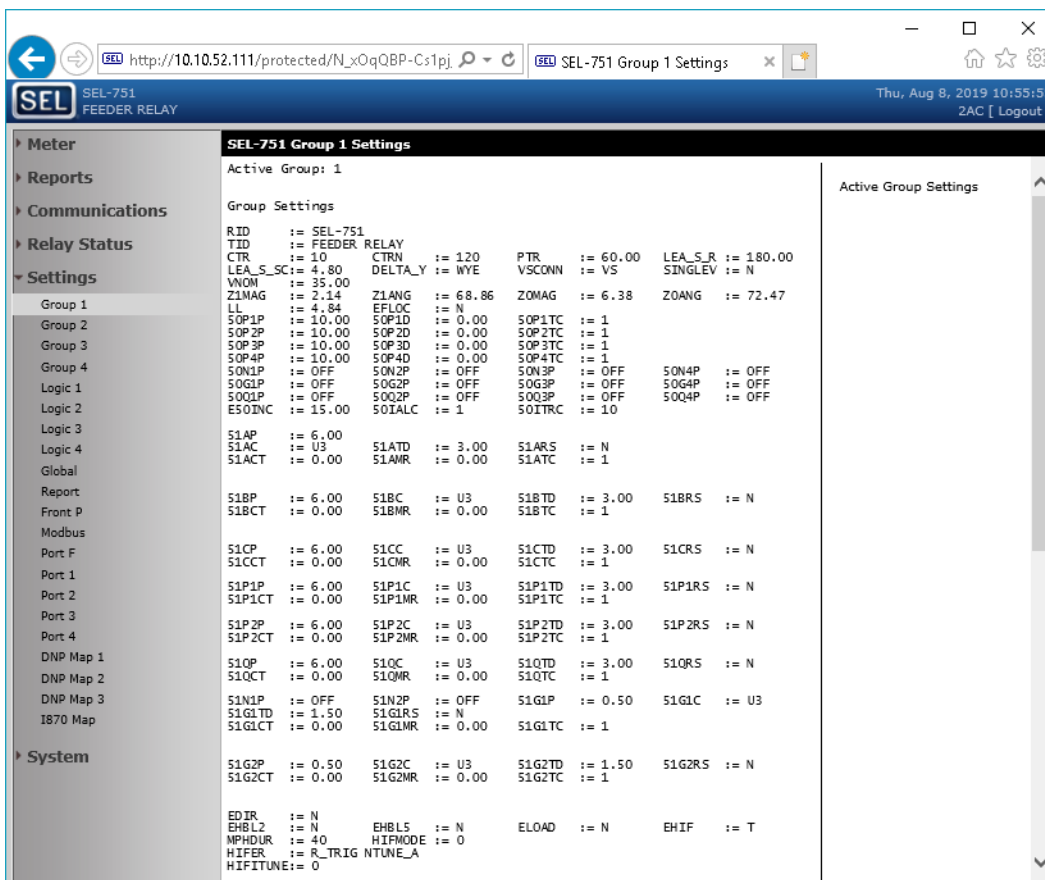 http://10.10.52.111/protected/N_xOqQBP-Cs1pj
SEL SEL-751 Group 1 Settings
SEL
SEL-751
FEEDER RELAY
Thu, Aug 8, 2019 10:55:5
2AC [ Logout
Meter
Reports
Communications
Relay Status
Settings
Group 1
Group 2
Group 3
Group 4
Logic 1
Logic 2
Logic 3
Logic 4
Global
Report
Front P
Modbus
Port F
Port 1
Port 2
Port 3
Port 4
DNP Map 1
DNP Map 2
DNP Map 3
I870 Map
System
SEL-751 Group 1 Settings
Active Group: 1
Group Settings
RID := SEL-751
TID := FEEDER RELAY
CTR := 10 CTRN := 120 PTR := 60.00 LEA_S_R := 180.00
LEA_S_SC:= 4.80 DELTA_Y := WYE VSCONN := VS SINGLEV := N
VNOM := 35.00
Z1MAG := 2.14 Z1ANG := 68.86 Z0MAG := 6.38 Z0ANG := 72.47
LL := 4.84 EFLOC := N
50P1P := 10.00 50P1D := 0.00 50P1TC := 1
50P2P := 10.00 50P2D := 0.00 50P2TC := 1
50P3P := 10.00 50P3D := 0.00 50P3TC := 1
50P4P := 10.00 50P4D := 0.00 50P4TC := 1
50N1P := OFF 50N2P := OFF 50N3P := OFF 50N4P := OFF
50G1P := OFF 50G2P := OFF 50G3P := OFF 50G4P := OFF
50Q1P := OFF 50Q2P := OFF 50Q3P := OFF 50Q4P := OFF
E50INC := 15.00 50IALC := 1 50ITRC := 10
51AP := 6.00
51AC := U3 51ATD := 3.00 51ARS := N
51ACT := 0.00 51AMR := 0.00 51ATC := 1
51BP := 6.00 51BC := U3 51BTD := 3.00 51BRS := N
51BCT := 0.00 51BMR := 0.00 51BTC := 1
51CP := 6.00 51CC := U3 51CTD := 3.00 51CRS := N
51CCT := 0.00 51CMR := 0.00 51CTC := 1
51P1P := 6.00 51P1C := U3 51P1TD := 3.00 51P1RS := N
51P1CT := 0.00 51P1MR := 0.00 51P1TC := 1
51P2P := 6.00 51P2C := U3 51P2TD := 3.00 51P2RS := N
51P2CT := 0.00 51P2MR := 0.00 51P2TC := 1
51QP := 6.00 51QC := U3 51QTD := 3.00 51QRS := N
51QCT := 0.00 51QMR := 0.00 51QTC := 1
51N1P := OFF 51N2P := OFF 51G1P := 0.50 51G1C := U3
51G1TD := 1.50 51G1RS := N
51G1CT := 0.00 51G1MR := 0.00 51G1TC := 1
51G2P := 0.50 51G2C := U3 51G2TD := 1.50 51G2RS := N
51G2CT := 0.00 51G2MR := 0.00 51G2TC := 1
EDIR := N
EHBL2 := N EHBL5 := N ELOAD := N EHIF := T
MPHDUR := 40 HIFMODE := 0
HIFER := R_TRIG NTUNE_A
HIFITUNE:= 0
Active Group Settings